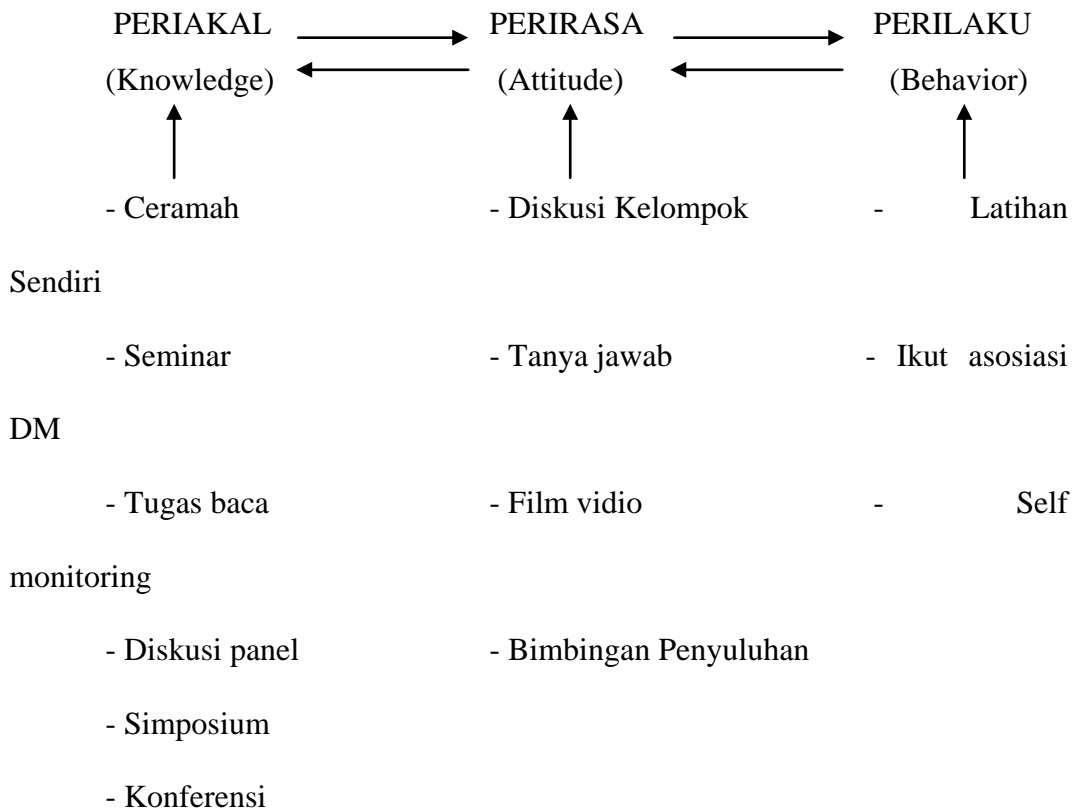 PERIAKAL PERIRASA PERILAKU
(Knowledge) (Attitude) (Behavior)
- Ceramah - Diskusi Kelompok - Latihan
Sendiri
- Seminar - Tanya jawab - Ikut asosiasi
DM
- Tugas baca - Film vidio - Self
monitoring
- Diskusi panel - Bimbingan Penyuluhan
- Simposium
- Konferensi